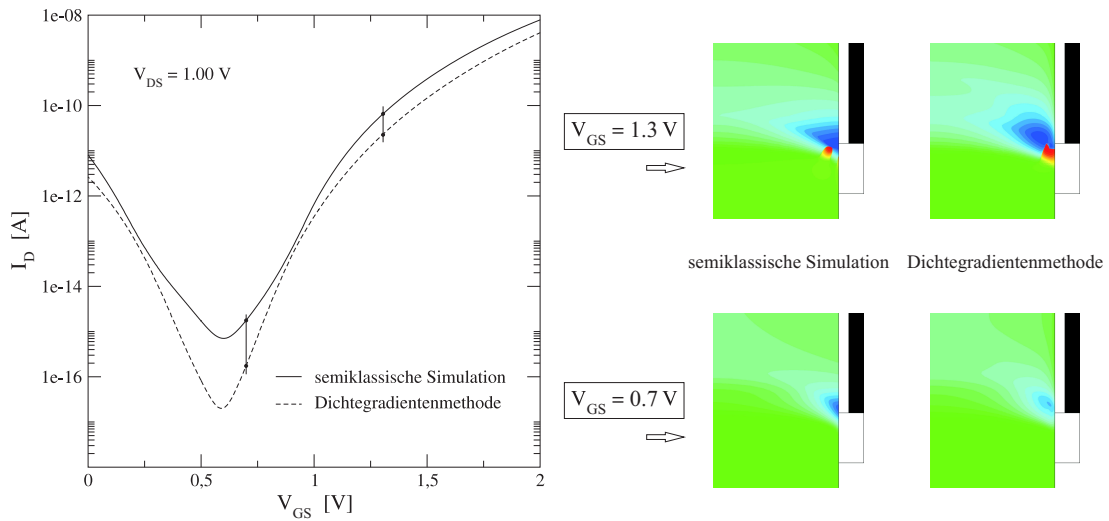 1e-08
V_DS = 1.00 V
1e-10
1e-12
I_D [A]
1e-14
1e-16
semiklassische Simulation
Dichtegradientenmethode
0
0,5
1
1,5
2
V_GS [V]
V_GS = 1.3 V
semiklassische Simulation
Dichtegradientenmethode
V_GS = 0.7 V